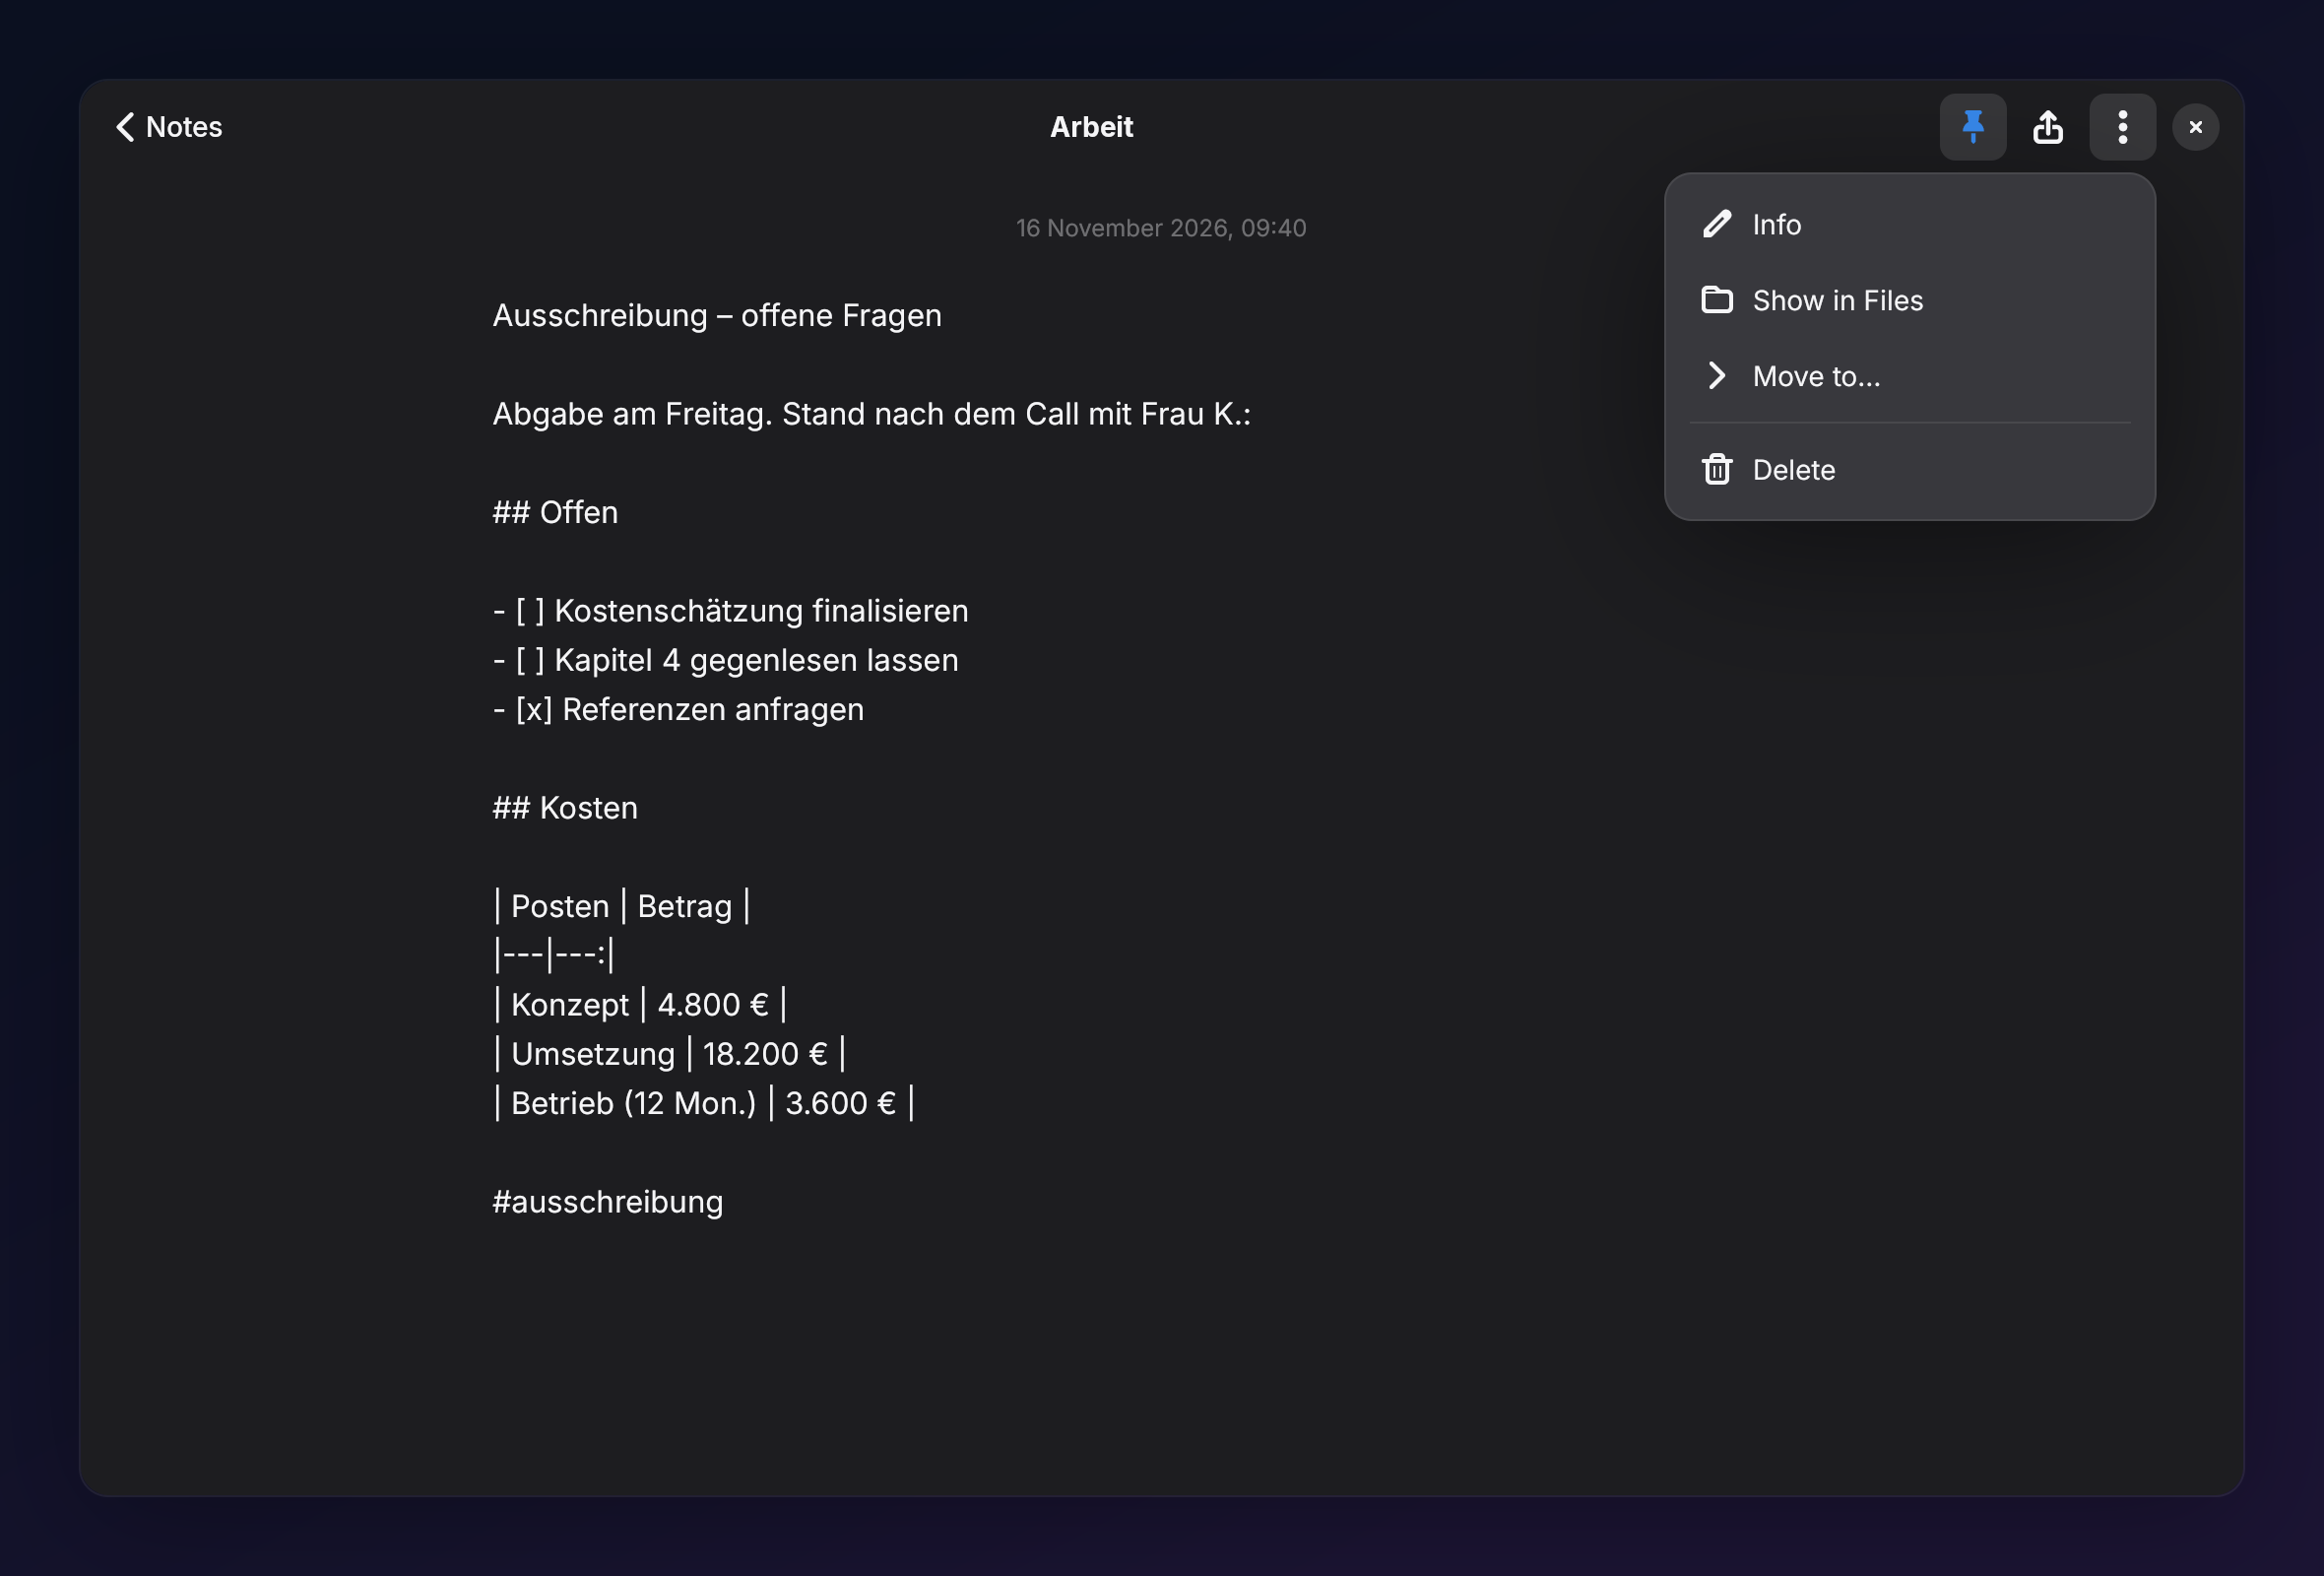 Notes
Arbeit
16 November 2026, 09:40
Info
Show in Files
Move to...
Delete
Ausschreibung – offene Fragen
Abgabe am Freitag. Stand nach dem Call mit Frau K.:
## Offen
- [ ] Kostenschätzung finalisieren
- [ ] Kapitel 4 gegenlesen lassen
- [x] Referenzen anfragen
## Kosten
| Posten | Betrag |
|---|---:|
| Konzept | 4.800 € |
| Umsetzung | 18.200 € |
| Betrieb (12 Mon.) | 3.600 € |
#ausschreibung